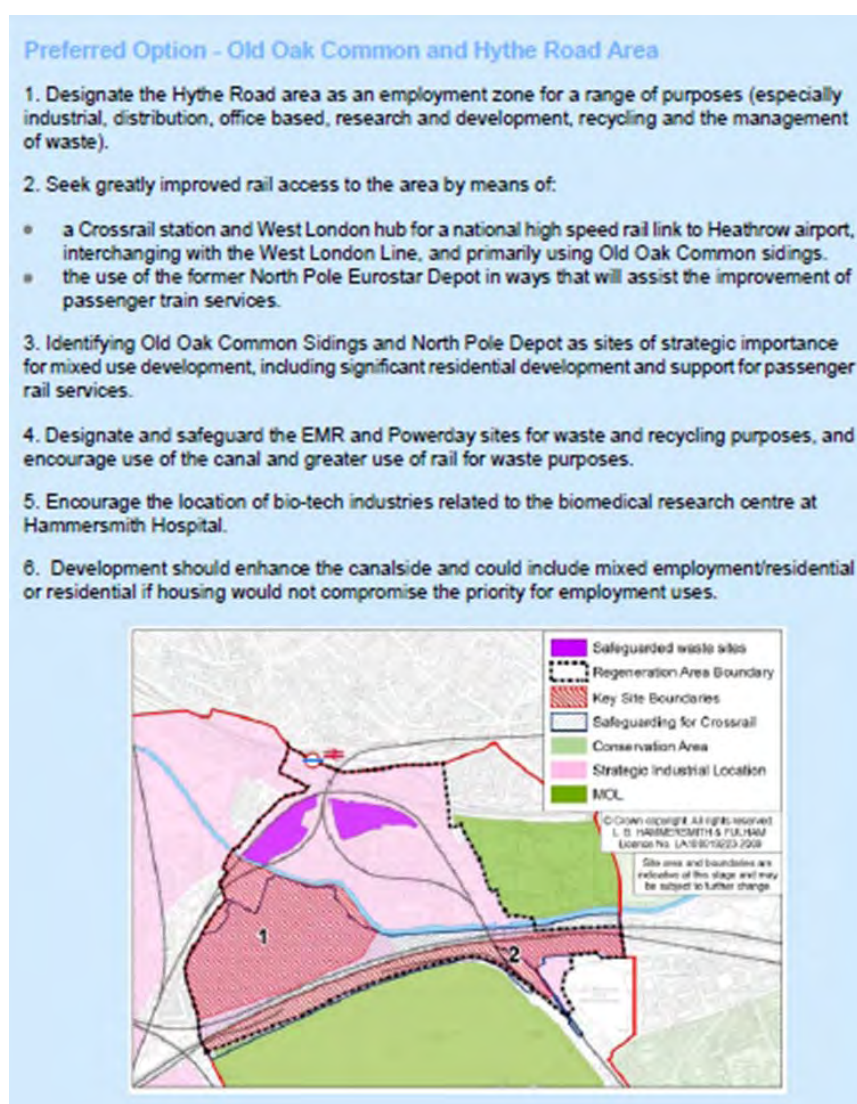 Preferred Option - Old Oak Common and Hythe Road Area
1. Designate the Hythe Road area as an employment zone for a range of purposes (especially
industrial, distribution, office based, research and development, recycling and the management
of waste).
2. Seek greatly improved rail access to the area by means of:
a Crossrail station and West London hub for a national high speed rail link to Heathrow airport,
interchanging with the West London Line, and primarily using Old Oak Common sidings.
the use of the former North Pole Eurostar Depot in ways that will assist the improvement of
passenger train services.
3. Identifying Old Oak Common Sidings and North Pole Depot as sites of strategic importance
for mixed use development, including significant residential development and support for passenger
rail services.
4. Designate and safeguard the EMR and Powerday sites for waste and recycling purposes, and
encourage use of the canal and greater use of rail for waste purposes.
5. Encourage the location of bio-tech industries related to the biomedical research centre at
Hammersmith Hospital.
6. Development should enhance the canalside and could include mixed employment/residential
or residential if housing would not compromise the priority for employment uses.
Safeguarded waste sites
Regeneration Area Boundary
Key Site Boundaries
Safeguarding for Crossrail
Conservation Area
Strategic Industrial Location
MOL
© Crown copyright. All rights reserved
L. B. HAMMERSMITH & FULHAM
Licence No.
Site area and boundaries are
indicative at this stage and may
be subject to further change
1
2